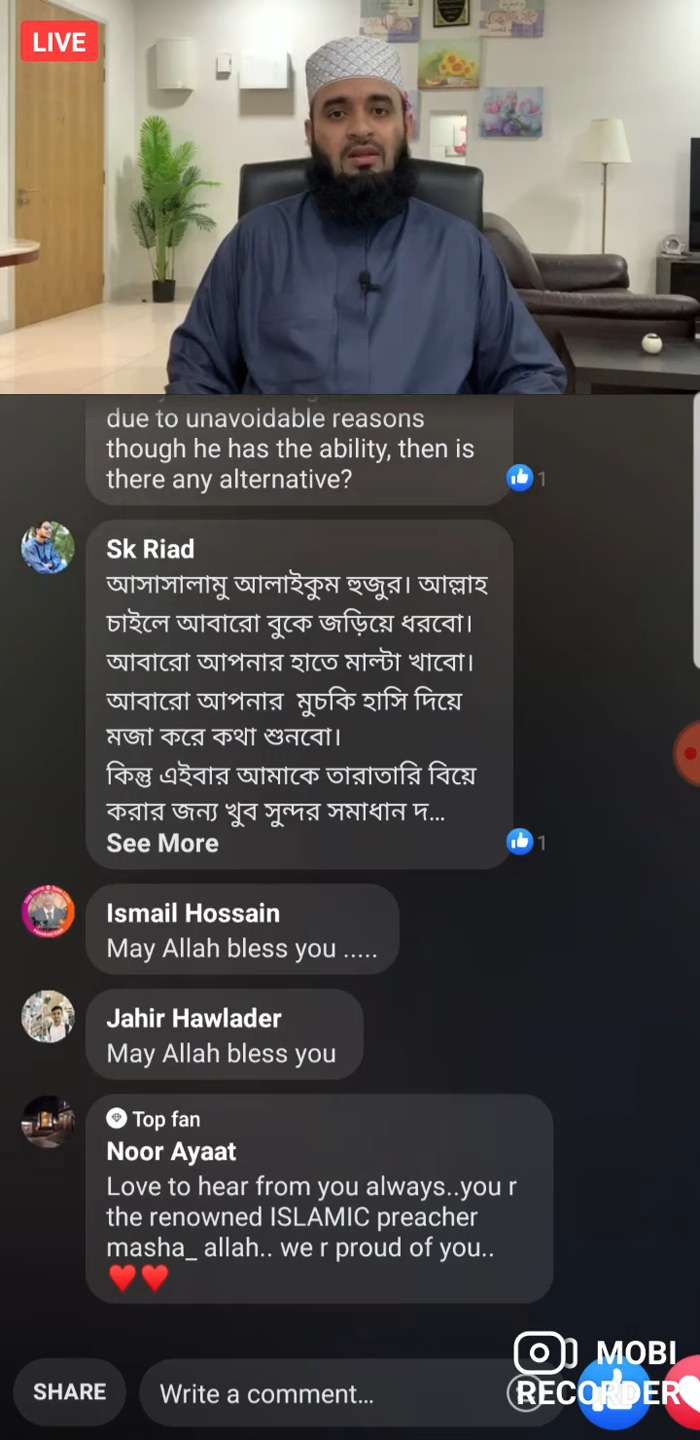 LIVE
due to unavoidable reasons
though he has the ability, then is
there any alternative?
1
Sk Riad
আসাসালামু আলাইকুম হুজুর। আল্লাহ
চাইলে আবারো বুকে জড়িয়ে ধরবো।
আবারো আপনার হাতে মাল্টা খাবো।
আবারো আপনার মুচকি হাসি দিয়ে
মজা করে কথা শুনবো।
কিন্তু এইবার আমাকে তারাতারি বিয়ে
করার জন্য খুব সুন্দর সমাধান দ...
See More
1
Ismail Hossain
May Allah bless you .....
Jahir Hawlader
May Allah bless you
Top fan
Noor Ayaat
Love to hear from you always..you r
the renowned ISLAMIC preacher
masha_ allah.. we r proud of you..
❤️❤️
MOBI
RECORDER
SHARE
Write a comment...